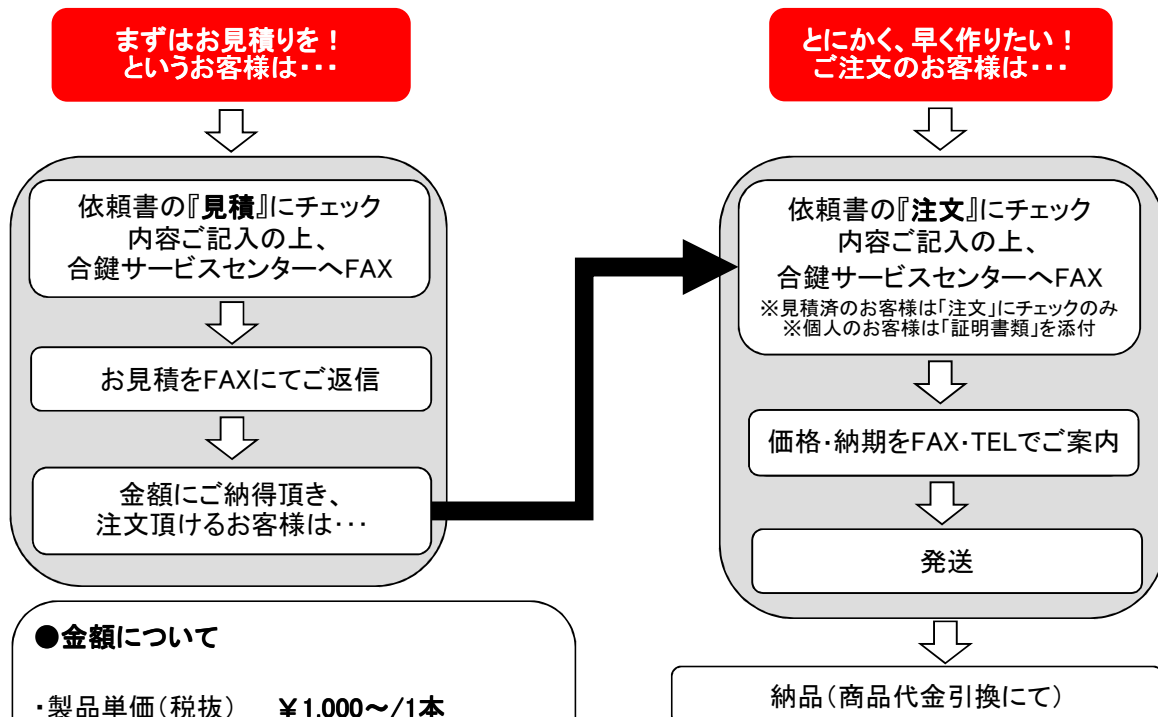 まずはお見積りを！
というお客様は･･･
依頼書の『見積』にチェック
内容ご記入の上、
合鍵サービスセンターへFAX
お見積をFAXにてご返信
金額にご納得頂き、
注文頂けるお客様は･･･
とにかく、早く作りたい！
ご注文のお客様は･･･
依頼書の『注文』にチェック
内容ご記入の上、
合鍵サービスセンターへFAX
※見積済のお客様は「注文」にチェックのみ
※個人のお客様は「証明書類」を添付
価格･納期をFAX･TELでご案内
発送
納品（商品代金引換にて）
●金額について
･製品単価（税抜）　￥1,000～/1本